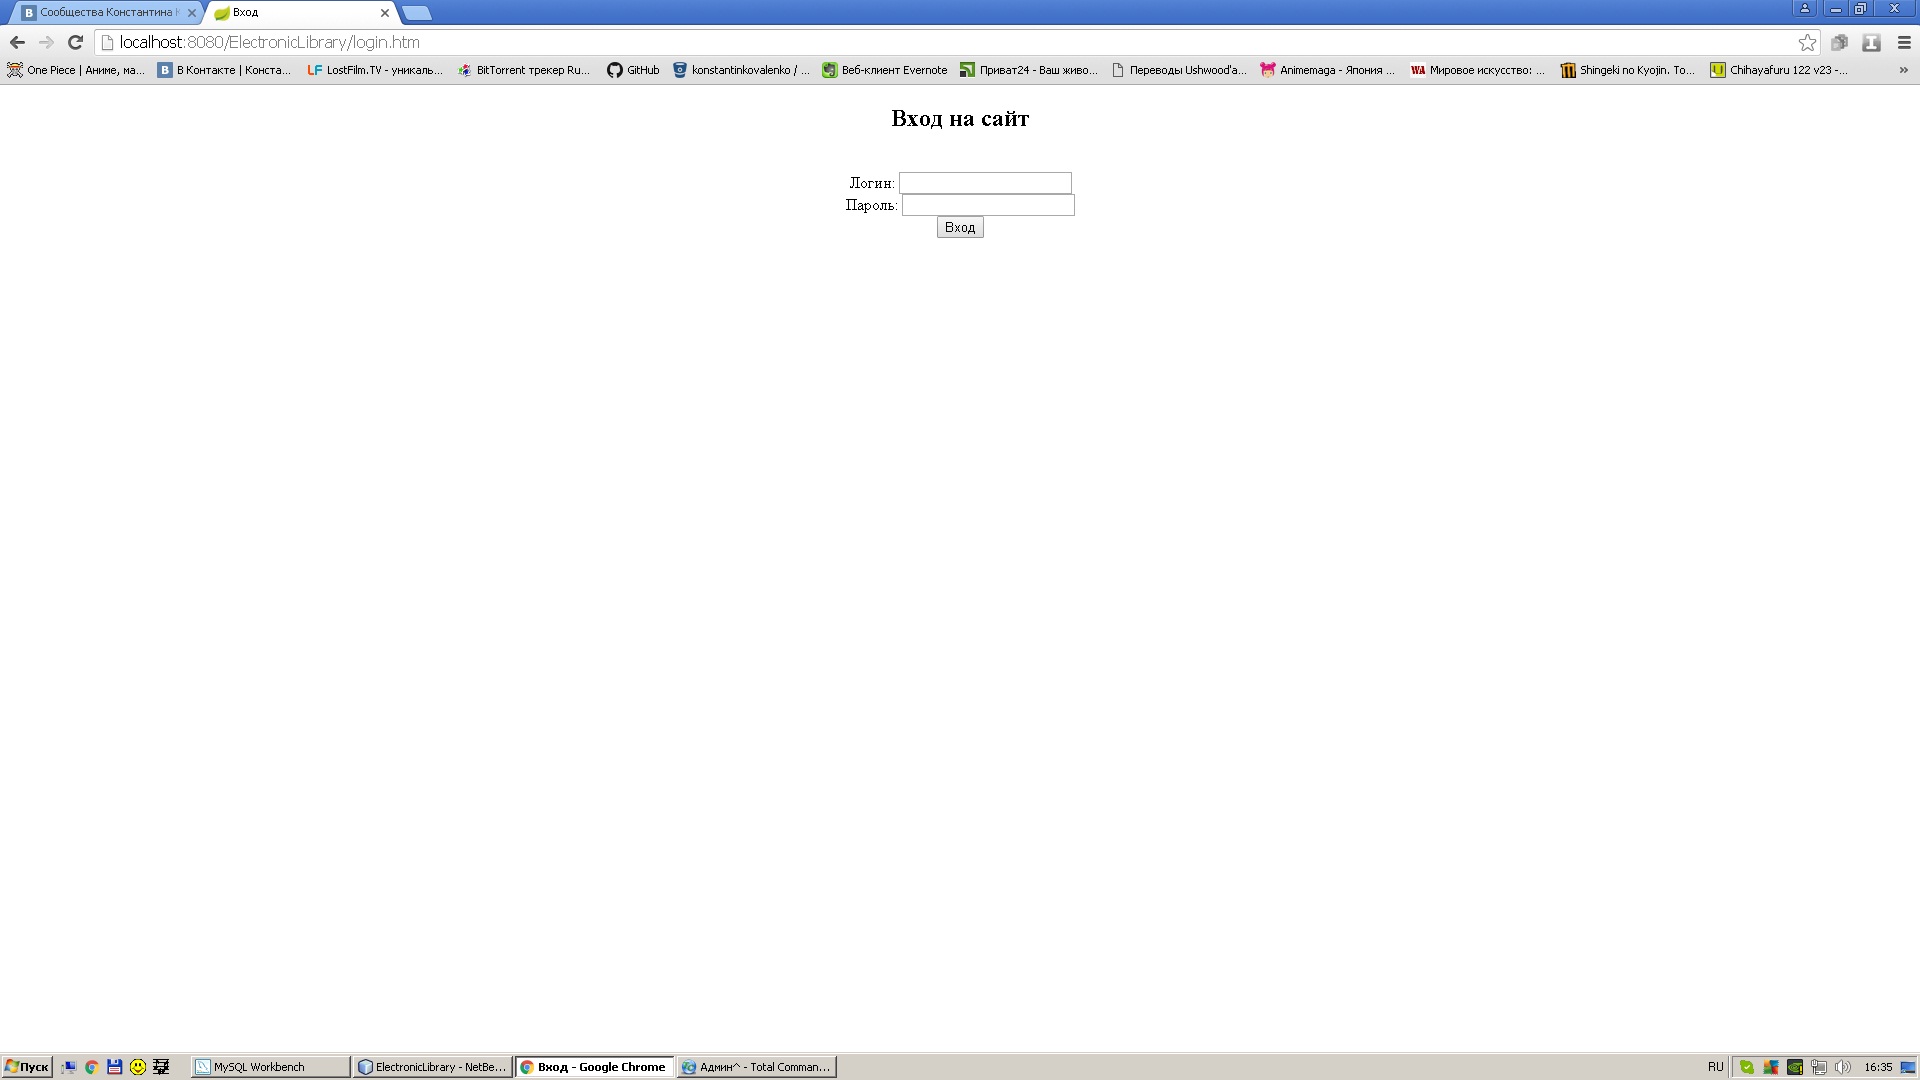 Сообщества Константина К
Вход
localhost:8080/ElectronicLibrary/login.htm
One Piece | Аниме, ма...
В Контакте | Конста...
LostFilm.TV - уникаль...
BitTorrent трекер Ru...
GitHub
konstantinkovalenko / ...
Веб-клиент Evernote
Приват24 - Ваш живо...
Переводы Ushwood'а...
Animemaga - Япония ...
Мировое искусство: ...
Shingeki no Kyojin. То...
Chihayafuru 122 v23 -...
Вход на сайт
Логин:
Пароль:
Вход
Пуск
MySQL Workbench
ElectronicLibrary - NetBe...
Вход - Google Chrome
Админ^ - Total Comman...
RU
16:35